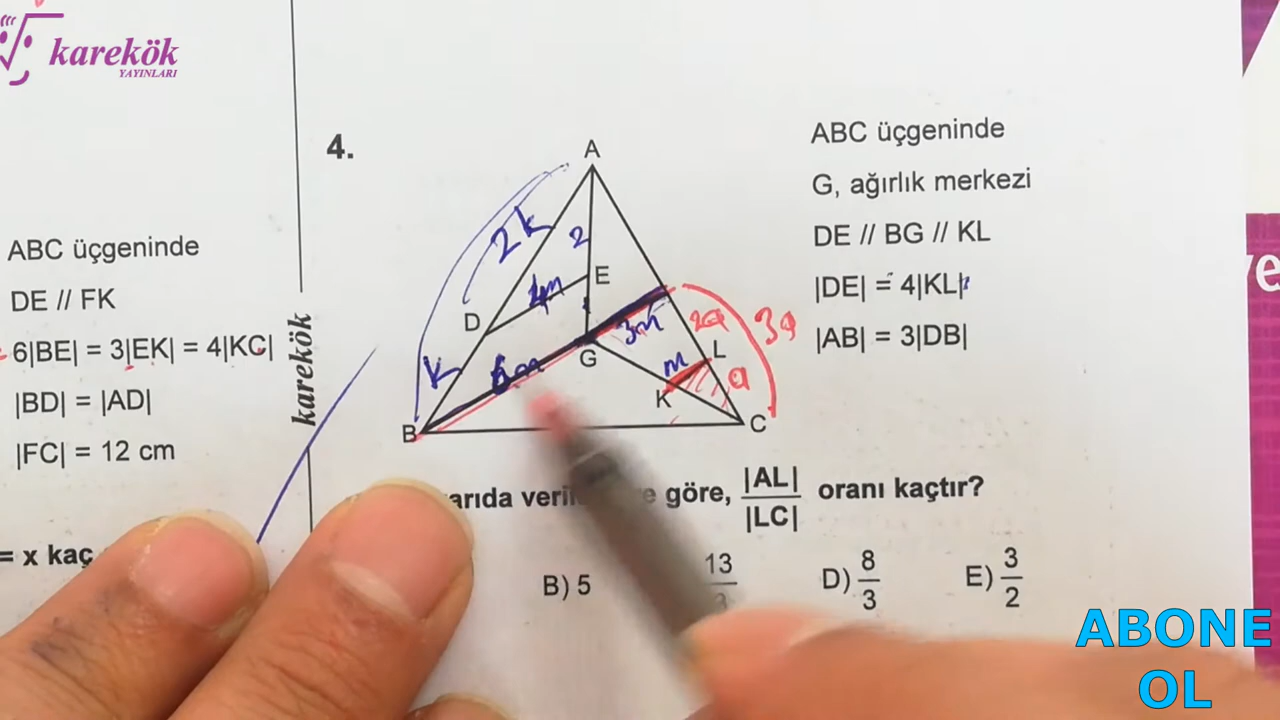 karekök
YAYINLARI
ABC üçgeninde
DE // FK
6|BE| = 3|EK| = 4|KC|
|BD| = |AD|
|FC| = 12 cm
= x kaç
karekök
4.
A
2k
2
E
4m
D
k
6m
G
3m
2a
3a
m
L
a
K
B
C
ABC üçgeninde
G, ağırlık merkezi
DE // BG // KL
|DE| = 4|KL|
|AB| = 3|DB|
göre, |AL| / |LC| oranı kaçtır?
B) 5
13
D) 8/3
E) 3/2
ABONE
OL